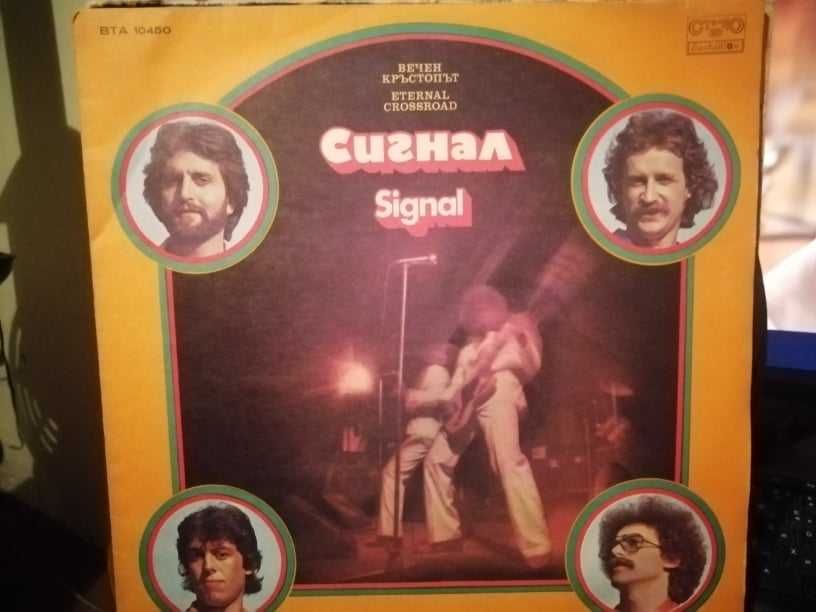 ВТА 10450
СТЕРЕО
ВЕЧЕН
КРЪСТОПЪТ
ETERNAL
CROSSROAD
Сигнал
Signal